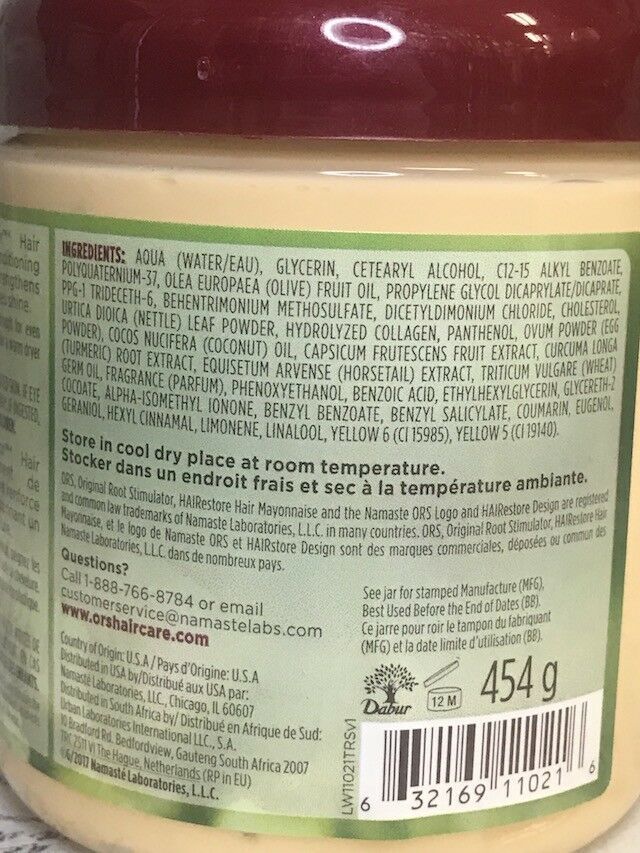 Hair
INGREDIENTS: AQUA (WATER/EAU), GLYCERIN, CETEARYL ALCOHOL, C12-15 ALKYL BENZOATE,
POLYQUATERNIUM-37, OLEA EUROPAEA (OLIVE) FRUIT OIL, PROPYLENE GLYCOL DICAPRYLATE/DICAPRATE,
PPG-1 TRIDECETH-6, BEHENTRIMONIUM METHOSULFATE, DICETYLDIMONIUM CHLORIDE, CHOLESTEROL,
URTICA DIOICA (NETTLE) LEAF POWDER, HYDROLYZED COLLAGEN, PANTHENOL, OVUM POWDER (EGG
POWDER), COCOS NUCIFERA (COCONUT) OIL, CAPSICUM FRUTESCENS FRUIT EXTRACT, CURCUMA LONGA
(TURMERIC) ROOT EXTRACT, EQUISETUM ARVENSE (HORSETAIL) EXTRACT, TRITICUM VULGARE (WHEAT)
GERM OIL, FRAGRANCE (PARFUM), PHENOXYETHANOL, BENZOIC ACID, ETHYLHEXYLGLYCERIN, GLYCERETH-2
COCOATE, ALPHA-ISOMETHYL IONONE, BENZYL BENZOATE, BENZYL SALICYLATE, COUMARIN, EUGENOL,
GERANIOL, HEXYL CINNAMAL, LIMONENE, LINALOOL, YELLOW 6 (CI 15985), YELLOW 5 (CI 19140).
Store in cool dry place at room temperature.
Stocker dans un endroit frais et sec à la température ambiante.
ORS, Original Root Stimulator, HAIRestore Hair Mayonnaise and the Namaste ORS Logo and HAIRestore Design are registered
and common law trademarks of Namaste Laboratories, L.L.C. in many countries. ORS, Original Root Stimulator, HAIRestore Hair
Mayonnaise, et le logo de Namaste ORS et HAIRstore Design sont des marques commerciales, déposées ou commun des
Namaste Laboratories, L.L.C. dans de nombreux pays.
Questions?
Call 1-888-766-8784 or email
customerservice@namastelabs.com
www.orshaircare.com
Country of Origin: U.S.A / Pays d'Origine: U.S.A
Distributed in USA by/Distribué aux USA par:
Namasté Laboratories, LLC., Chicago, IL 60607
Distributed in South Africa by/ Distribué en Afrique de Sud:
Urban Laboratories International LLC., S.A.
10 Bradford Rd. Bedfordview, Gauteng South Africa 2007
TRC 2511 VI The Hague, Netherlands (RP in EU)
©6/2017 Namasté Laboratories, L.L.C.
See jar for stamped Manufacture (MFG),
Best Used Before the End of Dates (BB).
Ce jarre pour roir le tampon du fabriquant
(MFG) et la date limite d'utilisation (BB).
Dabur
12 M
454 g
LW11021TRSV1
6 32169 11021 6